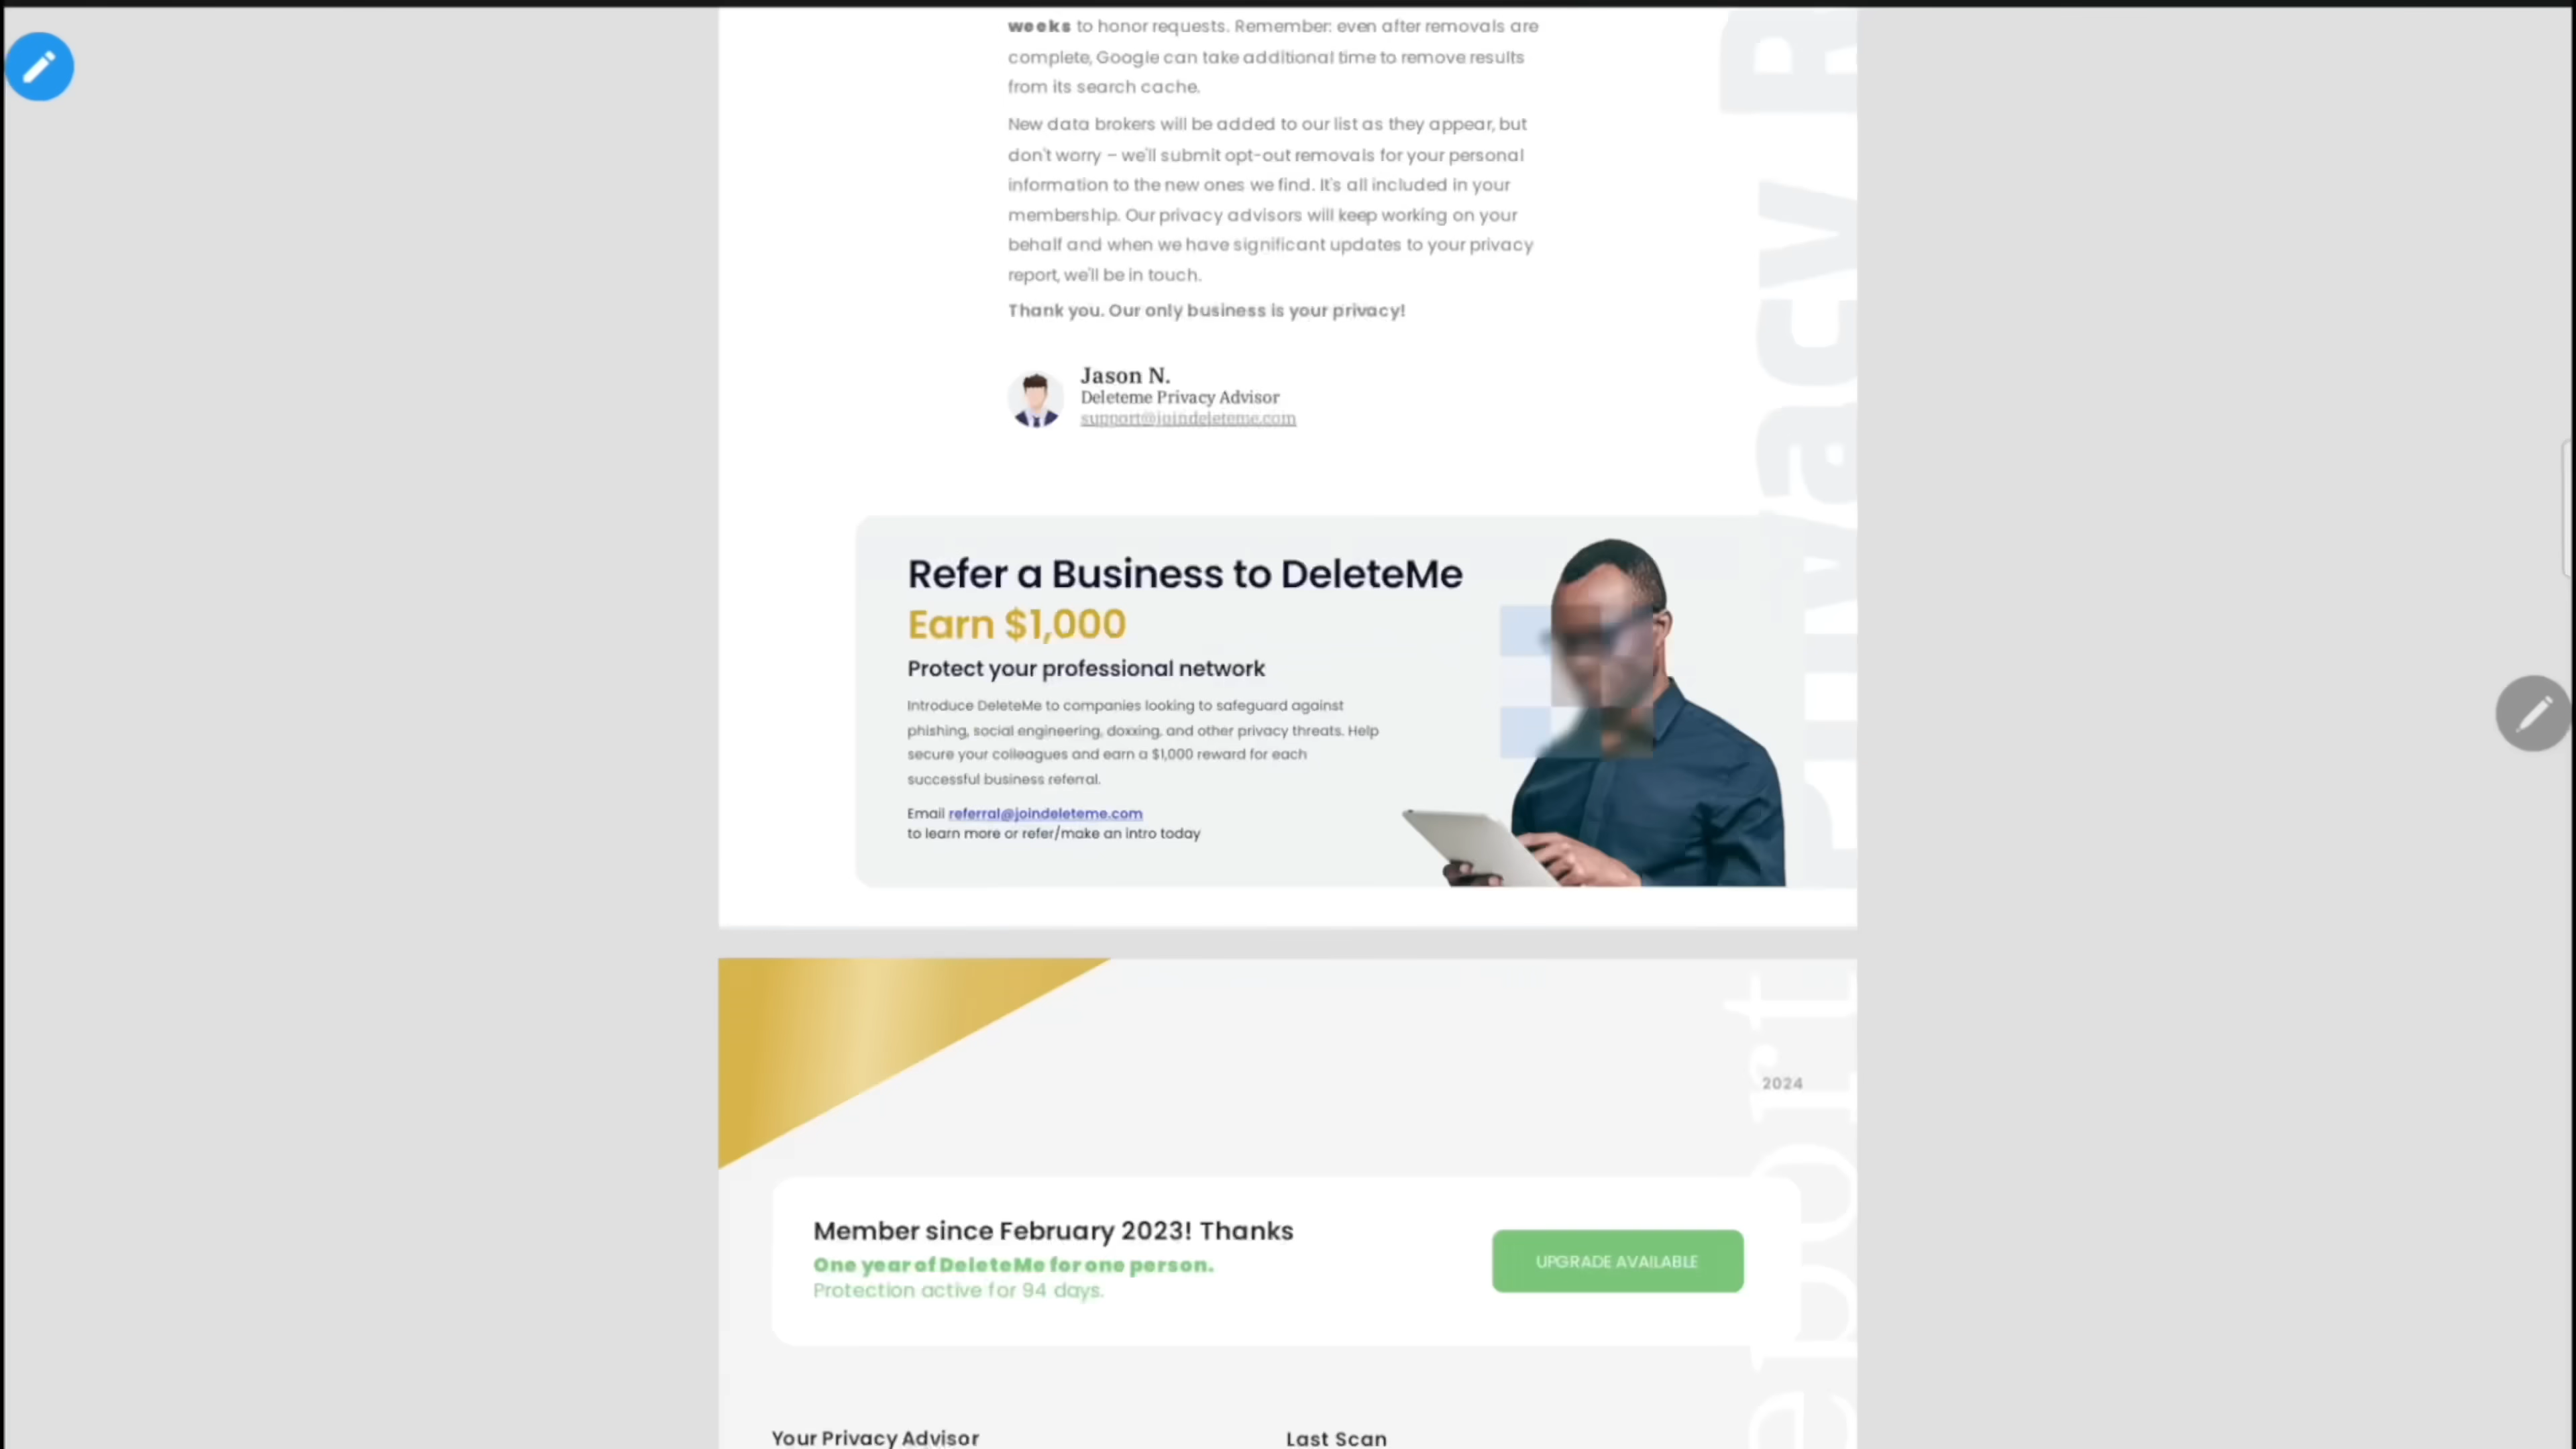 weeks to honor requests. Remember: even after removals are
complete, Google can take additional time to remove results
from its search cache.
New data brokers will be added to our list as they appear, but
don't worry – we'll submit opt-out removals for your personal
information to the new ones we find. It's all included in your
membership. Our privacy advisors will keep working on your
behalf and when we have significant updates to your privacy
report, we'll be in touch.
Thank you. Our only business is your privacy!
Jason N.
Deleteme Privacy Advisor
support@joindeleteme.com
Refer a Business to DeleteMe
Earn $1,000
Protect your professional network
Introduce DeleteMe to companies looking to safeguard against
phishing, social engineering, doxxing, and other privacy threats. Help
secure your colleagues and earn a $1,000 reward for each
successful business referral.
Email referral@joindeleteme.com
to learn more or refer/make an intro today
Privacy R
2024
eport
Member since February 2023! Thanks
One year of DeleteMe for one person.
Protection active for 94 days.
UPGRADE AVAILABLE
Your Privacy Advisor
Last Scan